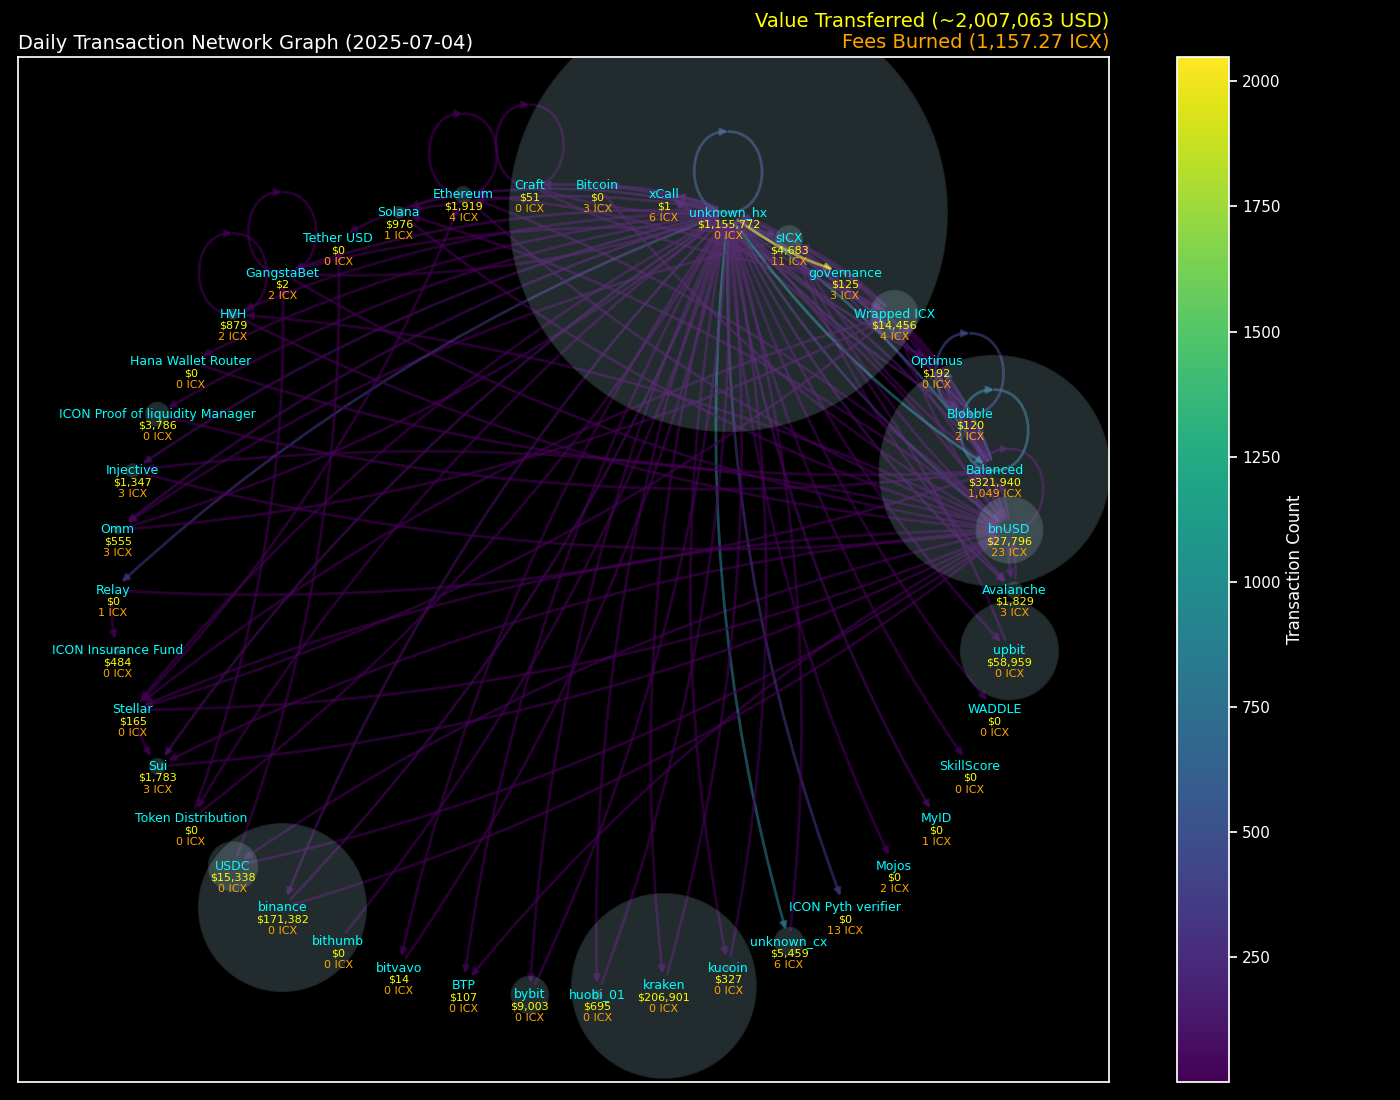 Value Transferred (~2,007,063 USD)
Daily Transaction Network Graph (2025-07-04)
Fees Burned (1,157.27 ICX)
Craft
$51
0 ICX
Bitcoin
$0
3 ICX
xCall
$1
6 ICX
Ethereum
$1,919
4 ICX
unknown_hx
$1,155,772
0 ICX
Solana
$976
1 ICX
sICX
$4,683
11 ICX
Tether USD
$0
0 ICX
governance
$125
3 ICX
GangstaBet
$2
2 ICX
Wrapped ICX
$14,456
4 ICX
HVH
$879
2 ICX
Hana Wallet Router
$0
0 ICX
Optimus
$192
0 ICX
ICON Proof of liquidity Manager
$3,786
0 ICX
Blobble
$120
2 ICX
Injective
$1,347
3 ICX
Balanced
$321,940
1,049 ICX
Omm
$555
3 ICX
bnUSD
$27,796
23 ICX
Relay
$0
1 ICX
Avalanche
$1,829
3 ICX
ICON Insurance Fund
$484
0 ICX
upbit
$58,959
0 ICX
Stellar
$165
0 ICX
WADDLE
$0
0 ICX
Sui
$1,783
3 ICX
SkillScore
$0
0 ICX
Token Distribution
$0
0 ICX
MyID
$0
1 ICX
USDC
$15,338
0 ICX
Mojos
$0
2 ICX
binance
$171,382
0 ICX
ICON Pyth verifier
$0
13 ICX
bithumb
$0
0 ICX
unknown_cx
$5,459
6 ICX
bitvavo
$14
0 ICX
kucoin
$327
0 ICX
BTP
$107
0 ICX
kraken
$206,901
0 ICX
bybit
$9,003
0 ICX
huobi_01
$695
0 ICX
2000
1750
1500
1250
1000
750
500
250
Transaction Count